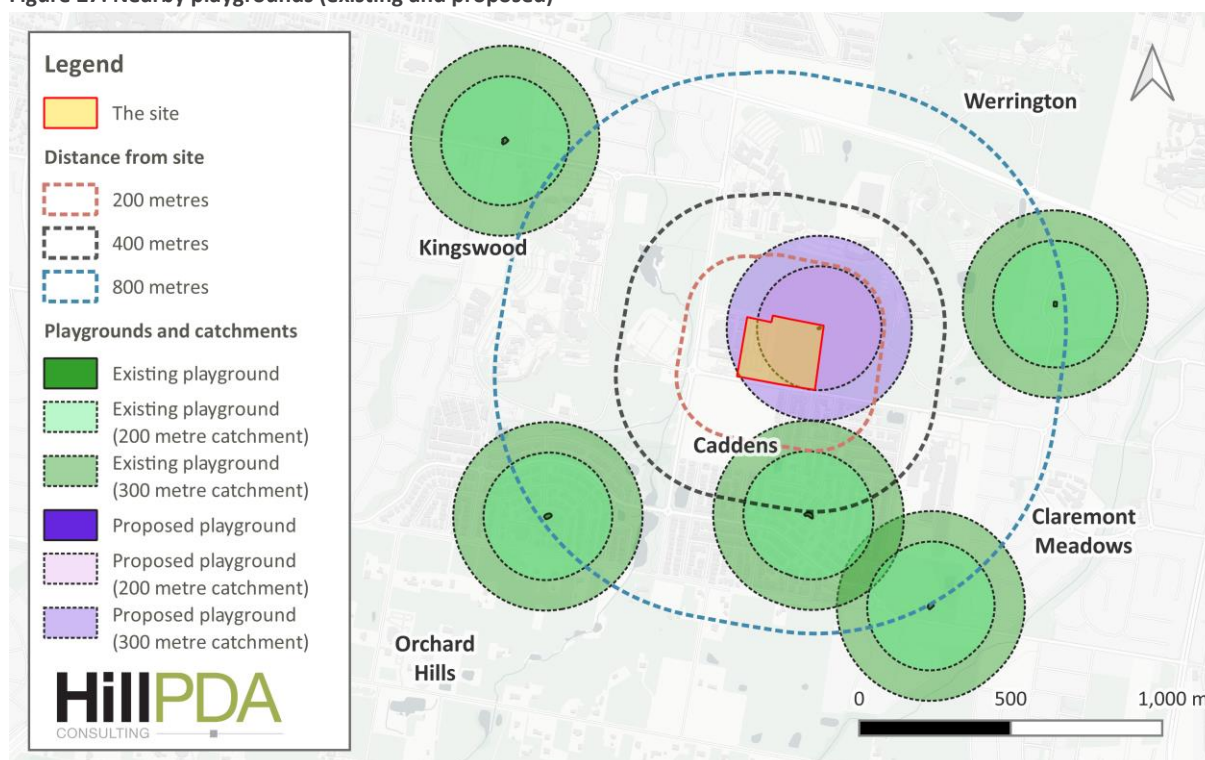 Figure 27: Nearby playgrounds (existing and proposed)
Legend
The site
Distance from site
200 metres
400 metres
800 metres
Playgrounds and catchments
Existing playground
Existing playground
(200 metre catchment)
Existing playground
(300 metre catchment)
Proposed playground
Proposed playground
(200 metre catchment)
Proposed playground
(300 metre catchment)
HillPDA
CONSULTING
Werrington
Kingswood
Caddens
Claremont
Meadows
Orchard
Hills
0 500 1,000 m